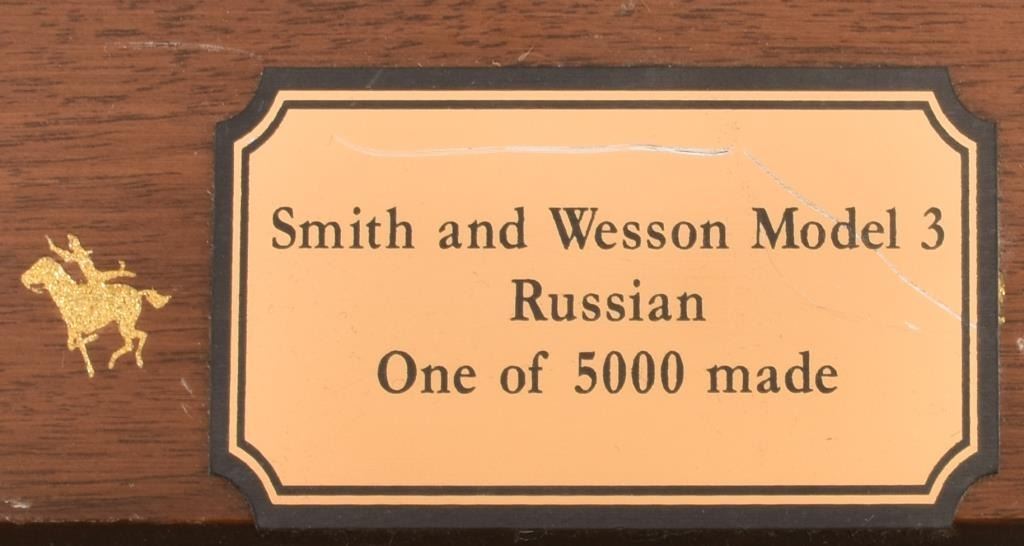 Smith and Wesson Model 3
Russian
One of 5000 made